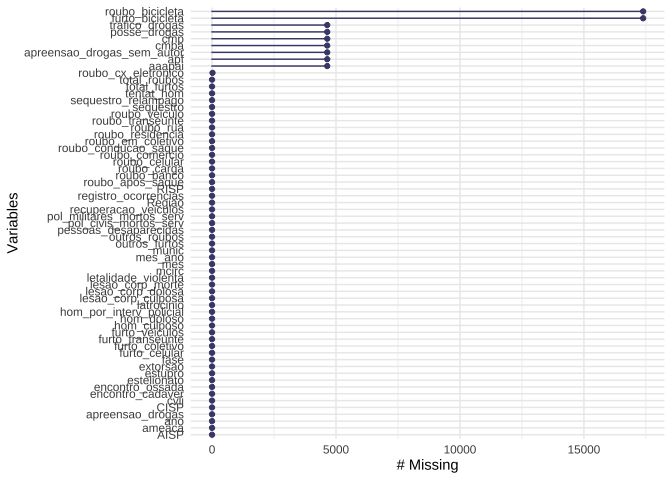 roubo_bicicleta
furto_bicicleta
trafico_drogas
posse_drogas
cmp
cmba
apreensao_drogas_sem_autor
apf
aaapai
roubo_cx_eletronico
total_roubos
total_furtos
tentat_hom
sequestro_relampago
sequestro
roubo_veiculo
roubo_transeunte
roubo_rua
roubo_residencia
roubo_em_coletivo
roubo_conducao_saque
roubo_comercio
roubo_celular
roubo_carga
roubo_banco
roubo_apos_saque
RISP
registro_ocorrencias
Regiao
recuperacao_veiculos
pol_militares_mortos_serv
pol_civis_mortos_serv
pessoas_desaparecidas
outros_roubos
outros_furtos
munic
mes_ano
mes
mcirc
letalidade_violenta
lesao_corp_morte
lesao_corp_dolosa
lesao_corp_culposa
latrocinio
hom_por_interv_policial
hom_doloso
hom_culposo
furto_veiculos
furto_transeunte
furto_coletivo
furto_celular
fase
extorsao
estupro
estelionato
encontro_ossada
encontro_cadaver
cvli
CISP
apreensao_drogas
ano
ameaca
AISP
Variables
0 5000 10000 15000
# Missing